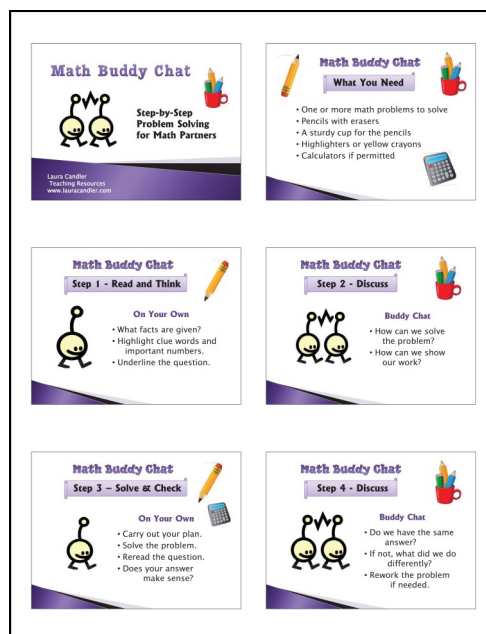 Math Buddy Chat
Step-by-Step
Problem Solving
for Math Partners
Laura Candler
Teaching Resources
www.lauracandler.com
Math Buddy Chat
What You Need
• One or more math problems to solve
• Pencils with erasers
• A sturdy cup for the pencils
• Highlighters or yellow crayons
• Calculators if permitted
Math Buddy Chat
Step 1 - Read and Think
On Your Own
• What facts are given?
• Highlight clue words and
important numbers.
• Underline the question.
Math Buddy Chat
Step 2 - Discuss
Buddy Chat
• How can we solve
the problem?
• How can we show
our work?
Math Buddy Chat
Step 3 – Solve & Check
On Your Own
• Carry out your plan.
• Solve the problem.
• Reread the question.
• Does your answer
make sense?
Math Buddy Chat
Step 4 - Discuss
Buddy Chat
• Do we have the same
answer?
• If not, what did we do
differently?
• Rework the problem
if needed.